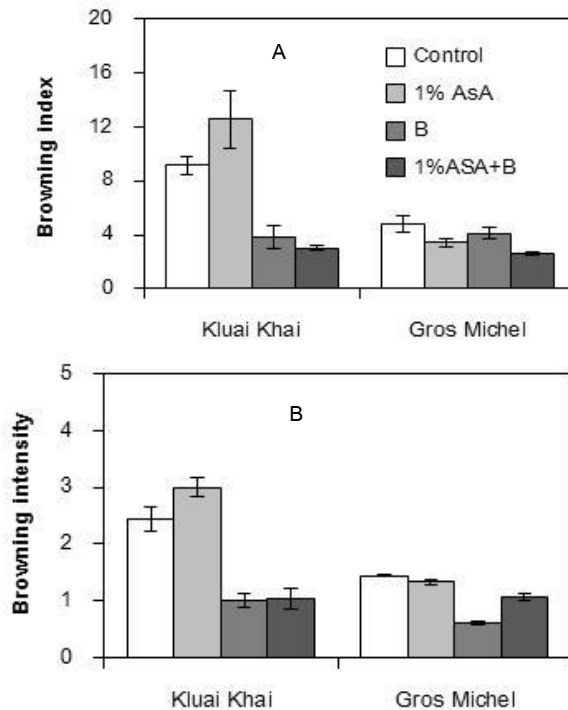 20
16
12
8
4
0
Browning index
A
Control
1% AsA
B
1%ASA+B
Kluai Khai Gros Michel
5
4
3
2
1
0
Browning intensity
B
Kluai Khai Gros Michel